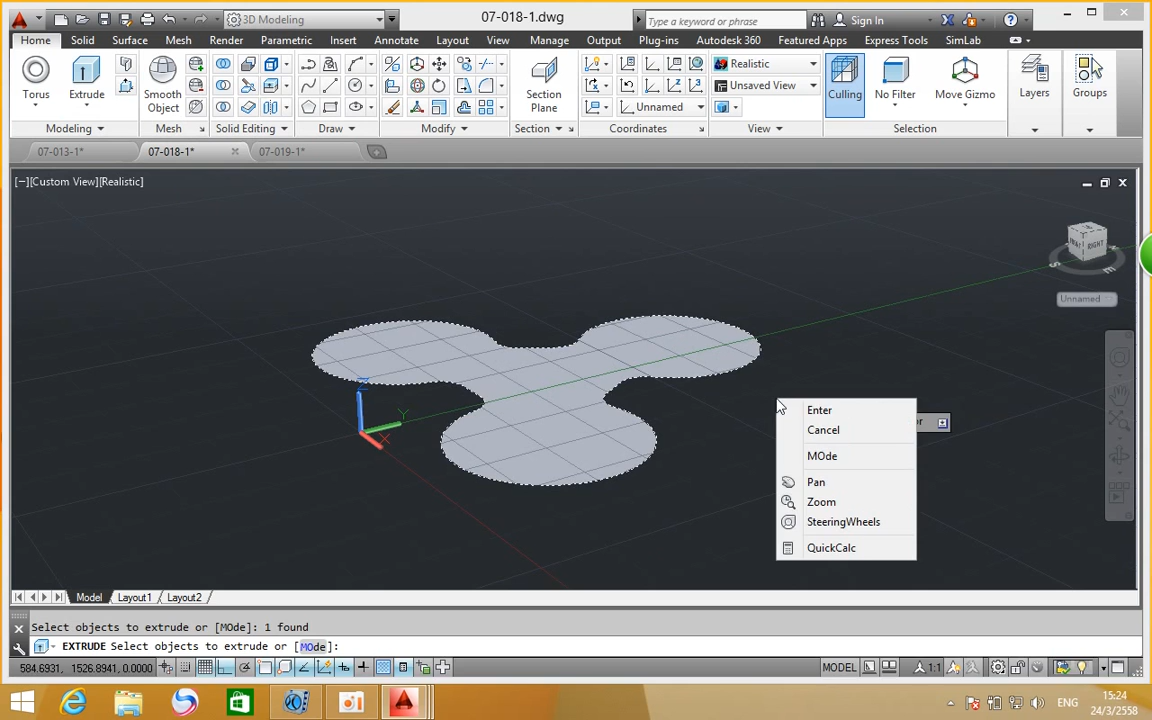 3D Modeling
07-018-1.dwg
Type a keyword or phrase
Sign In
Home
Solid
Surface
Mesh
Render
Parametric
Insert
Annotate
Layout
View
Manage
Output
Plug-ins
Autodesk 360
Featured Apps
Express Tools
SimLab
Torus
Extrude
Smooth
Object
Section
Plane
Realistic
Unsaved View
Unnamed
Culling
No Filter
Move Gizmo
Layers
Groups
Modeling
Mesh
Solid Editing
Draw
Modify
Section
Coordinates
View
Selection
07-013-1*
07-018-1*
07-019-1*
[−][Custom View][Realistic]
RIGHT
S
E
Unnamed
Z
Y
X
Enter
Cancel
MOde
Pan
Zoom
SteeringWheels
QuickCalc
or
Model
Layout1
Layout2
Select objects to extrude or [MOde]: 1 found
EXTRUDE Select objects to extrude or [MOde]:
584.6931, 1526.8941, 0.0000
MODEL
1:1
ENG
15:24
24/3/2558